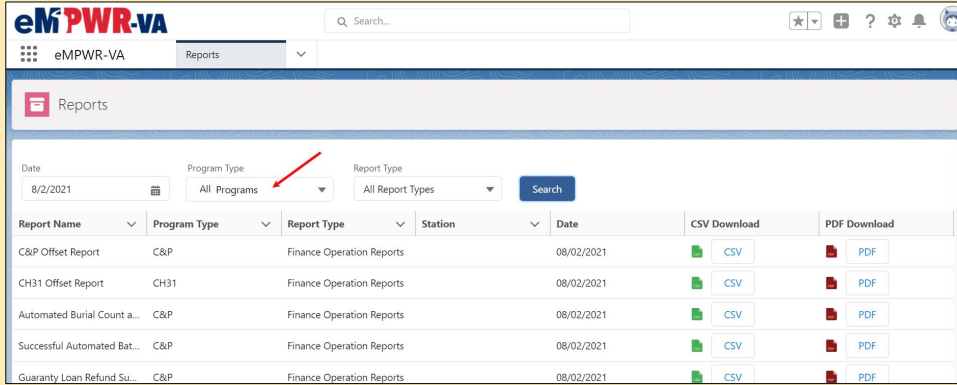 eMPWR-VA
Search...
eMPWR-VA Reports
Reports
Date Program Type Report Type
8/2/2021 All Programs All Report Types Search
Report Name Program Type Report Type Station Date CSV Download PDF Download
C&P Offset Report C&P Finance Operation Reports 08/02/2021 CSV PDF
CH31 Offset Report CH31 Finance Operation Reports 08/02/2021 CSV PDF
Automated Burial Count a... C&P Finance Operation Reports 08/02/2021 CSV PDF
Successful Automated Bat... C&P Finance Operation Reports 08/02/2021 CSV PDF
Guaranty Loan Refund Su... C&P Finance Operation Reports 08/02/2021 CSV PDF